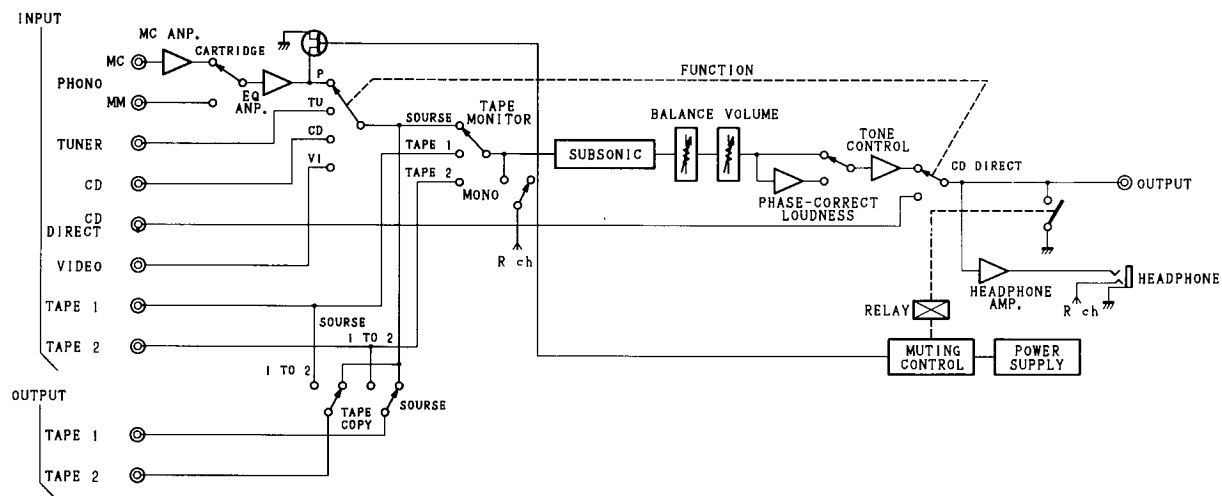 INPUT
MC ANP.
MC
CARTRIDGE
PHONO
EQ
ANP.
MM
P
TU
CD
VI
FUNCTION
TUNER
CD
CD
DIRECT
VIDEO
TAPE 1
TAPE 2
SOURSE
TAPE
MONITOR
TAPE 1
TAPE 2
MONO
R ch
SUBSONIC
BALANCE VOLUME
PHASE-CORRECT
LOUDNESS
TONE
CONTROL
CD DIRECT
OUTPUT
HEADPHONE
AMP.
HEADPHONE
R ch
RELAY
MUTING
CONTROL
POWER
SUPPLY
SOURSE
1 TO 2
1 TO 2
TAPE
COPY
SOURSE
OUTPUT
TAPE 1
TAPE 2